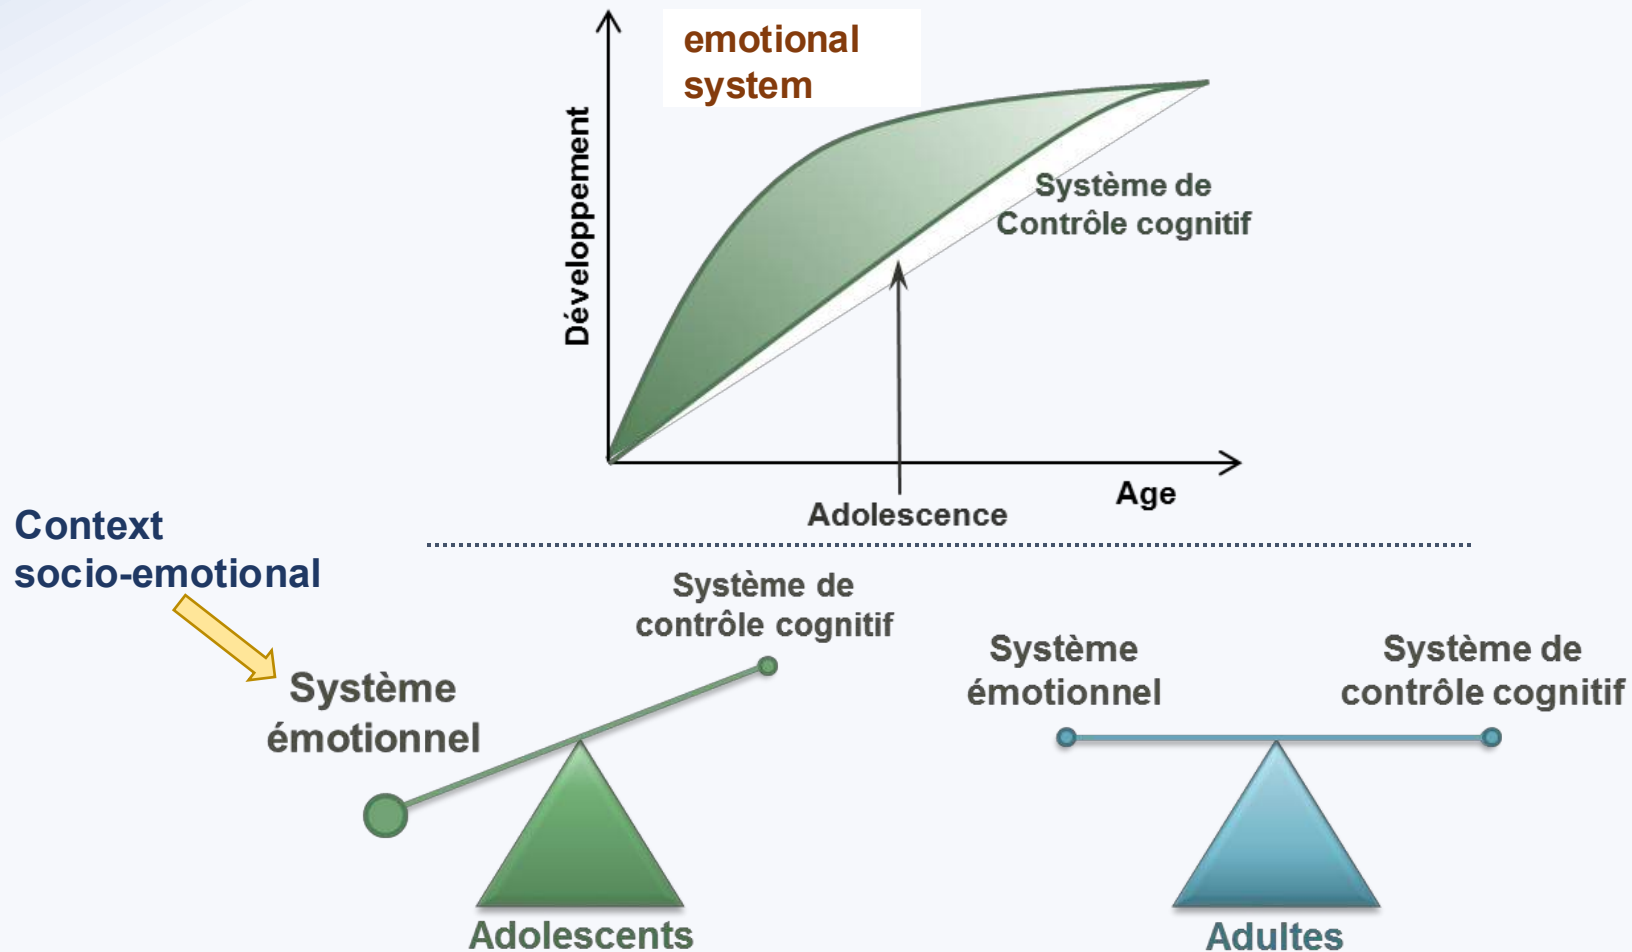 emotional
system
Développement
Système de
Contrôle cognitif
Age
Adolescence
Context
socio-emotional
Système de
contrôle cognitif
Système
émotionnel
Adolescents
Système
émotionnel
Système de
contrôle cognitif
Adultes